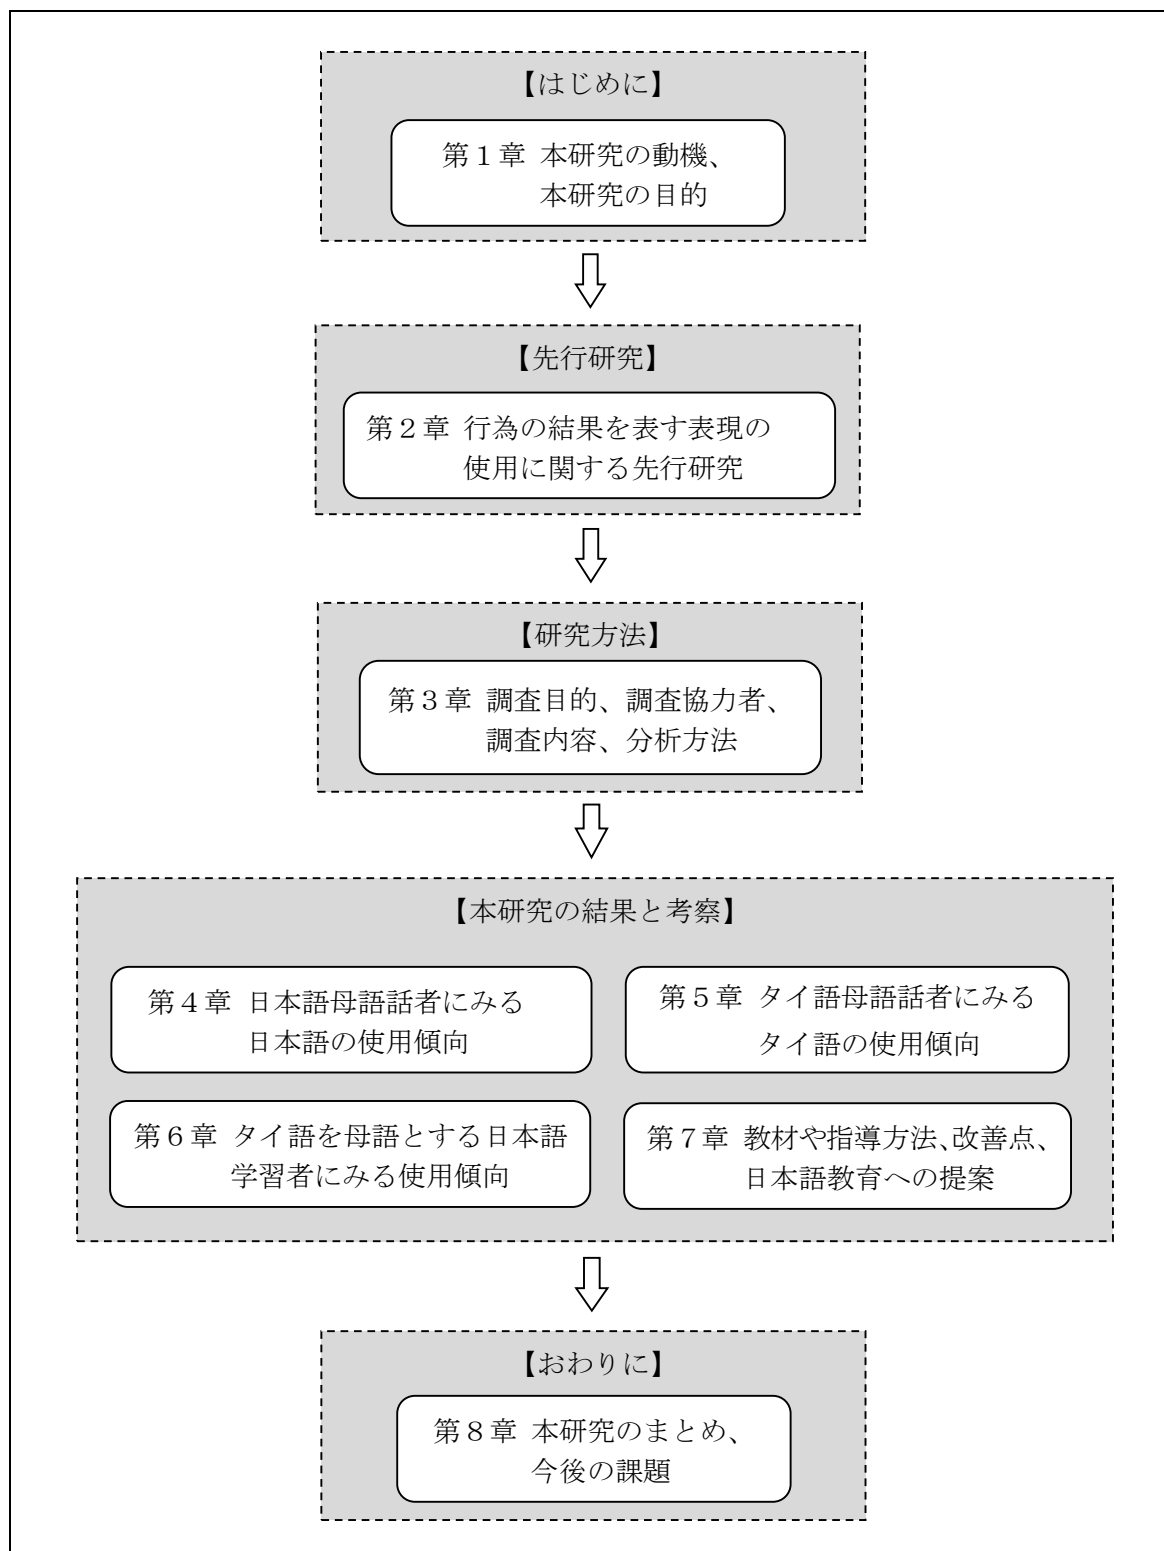 【はじめに】
第１章 本研究の動機、
本研究の目的
【先行研究】
第２章 行為の結果を表す表現の
使用に関する先行研究
【研究方法】
第３章 調査目的、調査協力者、
調査内容、分析方法
【本研究の結果と考察】
第４章 日本語母語話者にみる
日本語の使用傾向
第５章 タイ語母語話者にみる
タイ語の使用傾向
第６章 タイ語を母語とする日本語
学習者にみる使用傾向
第７章 教材や指導方法、改善点、
日本語教育への提案
【おわりに】
第８章 本研究のまとめ、
今後の課題